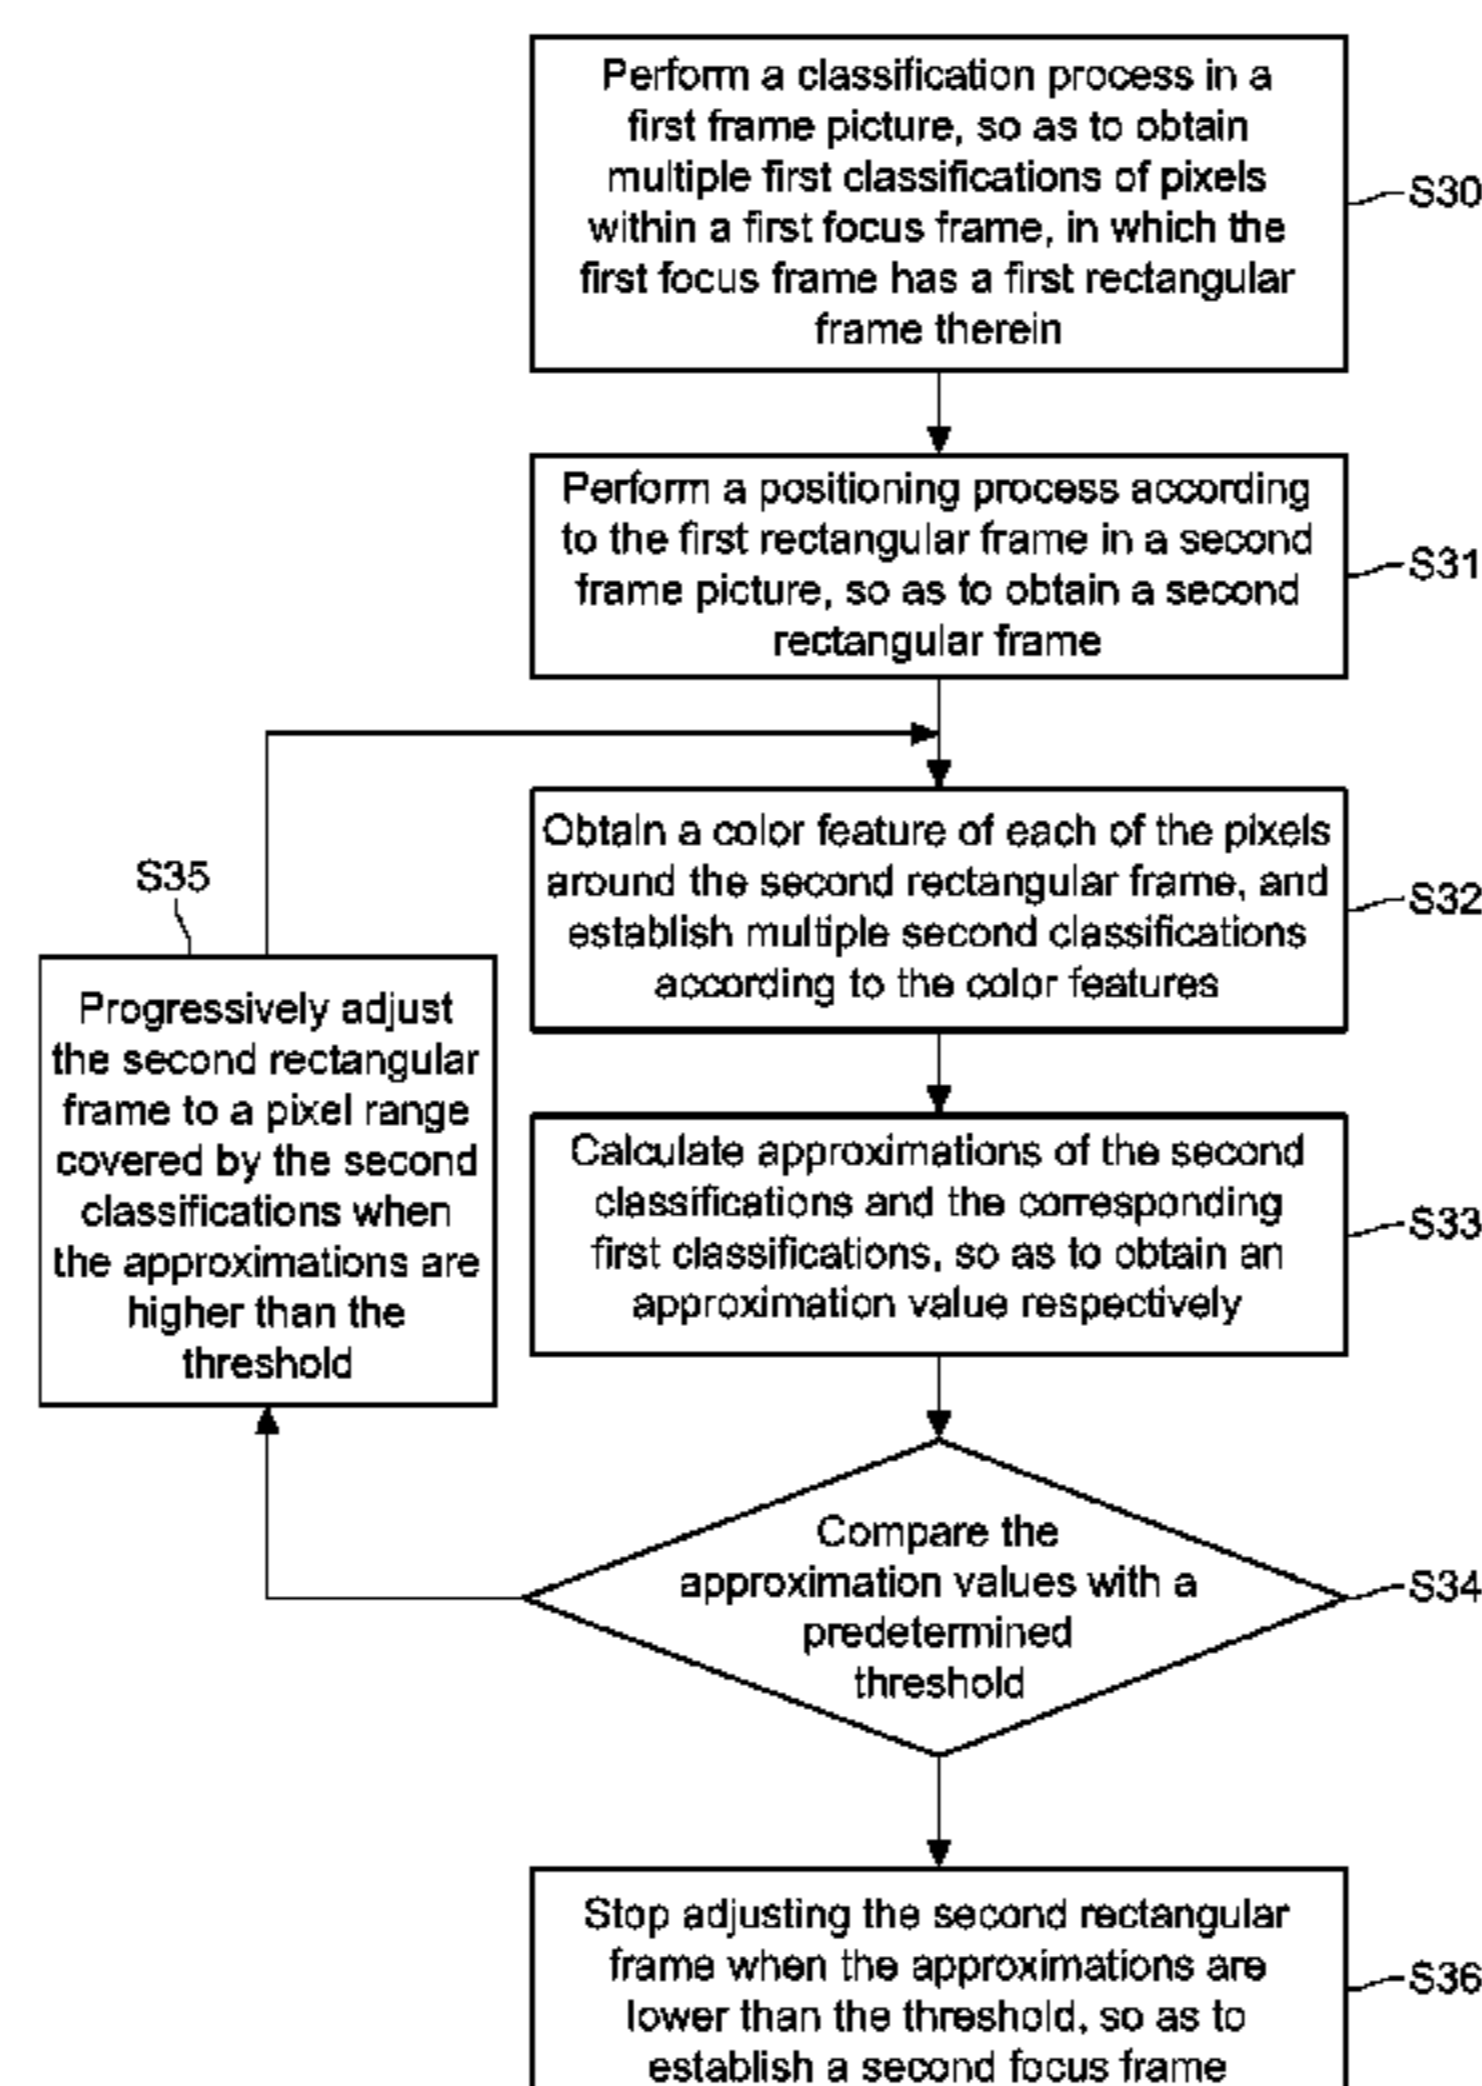 Perform a classification process in a
first frame picture, so as to obtain
multiple first classifications of pixels
within a first focus frame, in which the
first focus frame has a first rectangular
frame therein
S30
Perform a positioning process according
to the first rectangular frame in a second
frame picture, so as to obtain a second
rectangular frame
S31
Obtain a color feature of each of the pixels
around the second rectangular frame, and
establish multiple second classifications
according to the color features
S32
S35
Progressively adjust
the second rectangular
frame to a pixel range
covered by the second
classifications when
the approximations are
higher than the
threshold
Calculate approximations of the second
classifications and the corresponding
first classifications, so as to obtain an
approximation value respectively
S33
Compare the
approximation values with a
predetermined
threshold
S34
Stop adjusting the second rectangular
frame when the approximations are
lower than the threshold, so as to
establish a second focus frame
S36